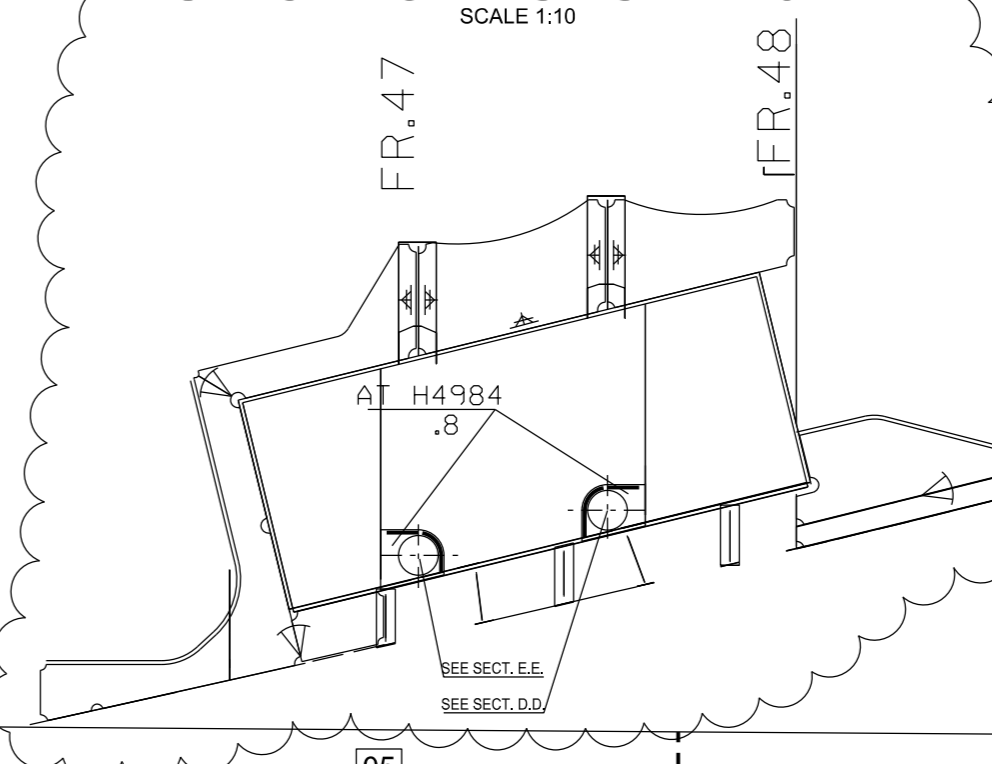 SCALE 1:10
FR.47
FR.48
AT H4984
.8
SEE SECT. E.E.
SEE SECT. D.D.